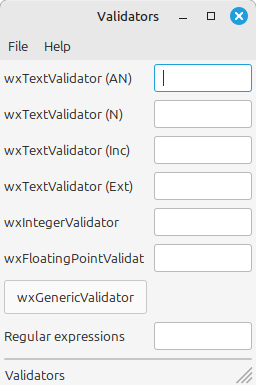 Validators
File Help
wxTextValidator (AN)
wxTextValidator (N)
wxTextValidator (Inc)
wxTextValidator (Ext)
wxIntegerValidator
wxFloatingPointValidat
wxGenericValidator
Regular expressions
Validators